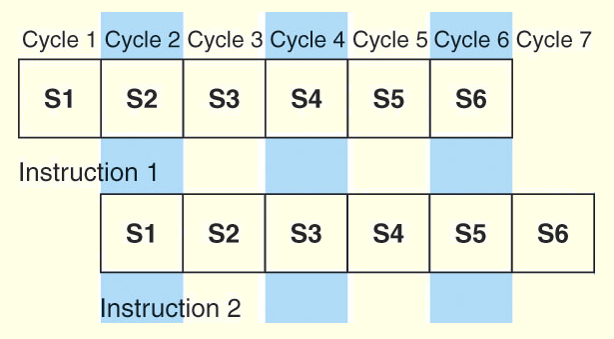 Cycle 1 Cycle 2 Cycle 3 Cycle 4 Cycle 5 Cycle 6 Cycle 7
S1 S2 S3 S4 S5 S6
Instruction 1
S1 S2 S3 S4 S5 S6
Instruction 2